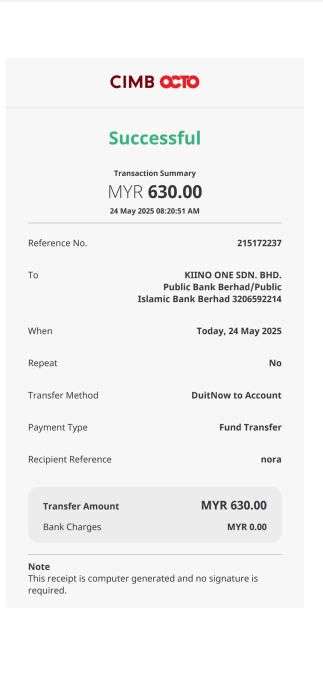 CIMB OCTO
Successful
Transaction Summary
MYR 630.00
24 May 2025 08:20:51 AM
Reference No. 215172237
To KIINO ONE SDN. BHD.
Public Bank Berhad/Public
Islamic Bank Berhad 3206592214
When Today, 24 May 2025
Repeat No
Transfer Method DuitNow to Account
Payment Type Fund Transfer
Recipient Reference nora
Transfer Amount MYR 630.00
Bank Charges MYR 0.00
Note
This receipt is computer generated and no signature is
required.